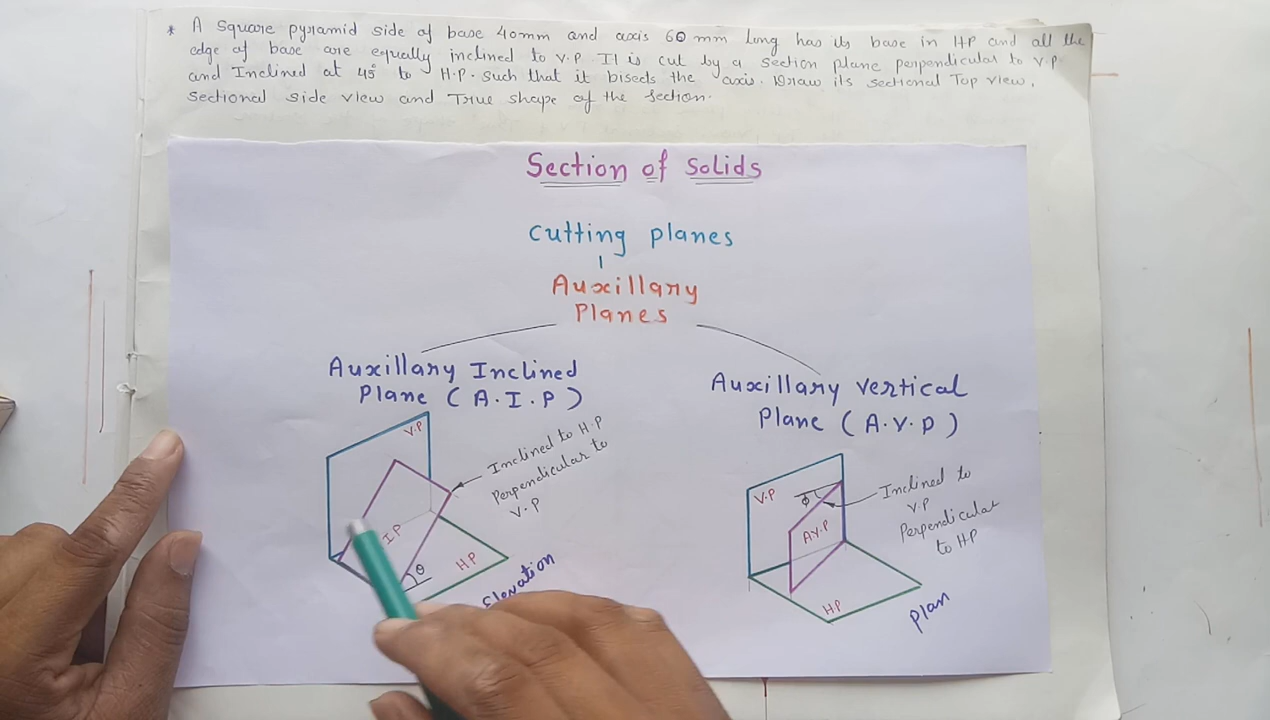 * A Square pyramid side of base 40mm and axis 60 mm long has its base in HP and all the
edge of base are equally inclined to V.P. It is cut by a section plane perpendicular to V.P.
and Inclined at 45° to H.P. such that it bisects the axis. Draw its sectional Top view,
sectional side view and True shape of the section.
Section of Solids
Cutting planes
Auxillary
Planes
Auxillary Inclined
Plane ( A.I.P )
V.P
IP
θ
H.P
Inclined to H.P
Perpendicular to
V.P
Elevation
Auxillary vertical
Plane ( A.V.P )
V.P
Φ
A.V.P
H.P
Inclined to
V.P
Perpendicular
to HP
Plan